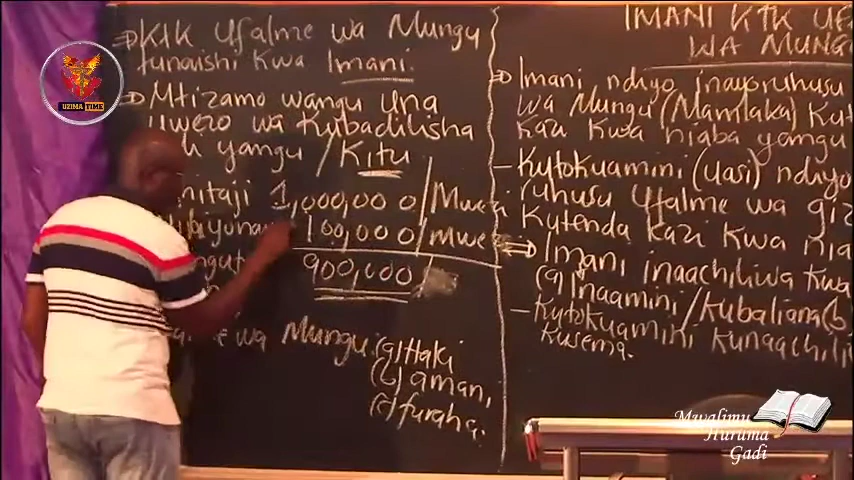 UZIMA TIME
KTK Ufalme wa Mungu
tunaishi Kwa Imani.
Mtizamo wangu una
uwezo wa Kubadilisha
yangu / Kitu
1,000,000/Mwe
100,000/Mwe
900,000/
wa Mungu.(a)Haki
(b) amani,
(c) furaha.
IMANI KTK UF
WA MUNGU
Imani ndiyo inayoruhusu
wa Mungu (Mamlaka) Kut
Kazi Kwa niaba yangu
- Kutokuamini (uasi) ndiyo
ruhusu Ufalme wa giz
Kutenda Kazi Kwa nia
Imani inaachiliwa Kwa
(a) inaamini/Kubaliana (b
- Kutokuamini Kunaachili
Kusema.
Mwalimu
Huruma
Gadi